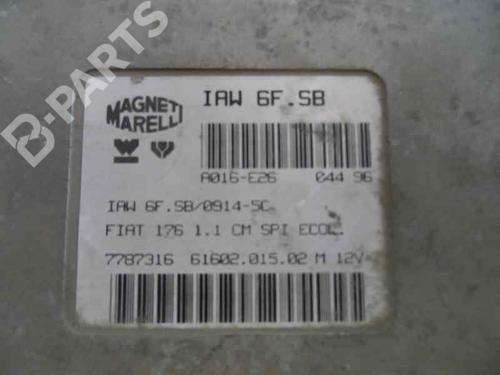 B-PARTS
MAGNETI
MARELLI
IAW 6F.SB
A016-E26 044 96
IAW 6F.SB/0914-5C
FIAT 176 1.1 CM SPI ECOL.
7787316 61602.015.02 M 12V